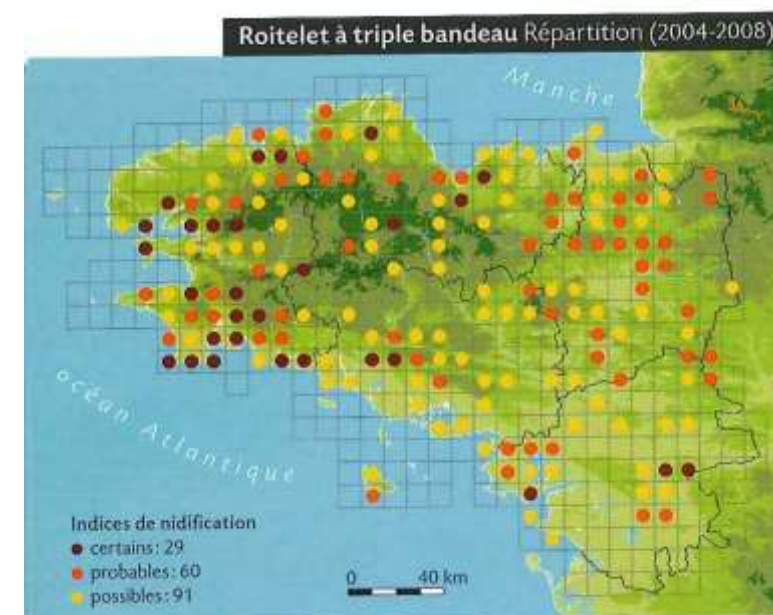 Roitelet à triple bandeau Répartition (2004-2008)
Manche
océan Atlantique
Indices de nidification
certains : 29
probables : 60
possibles : 91
0 40 km